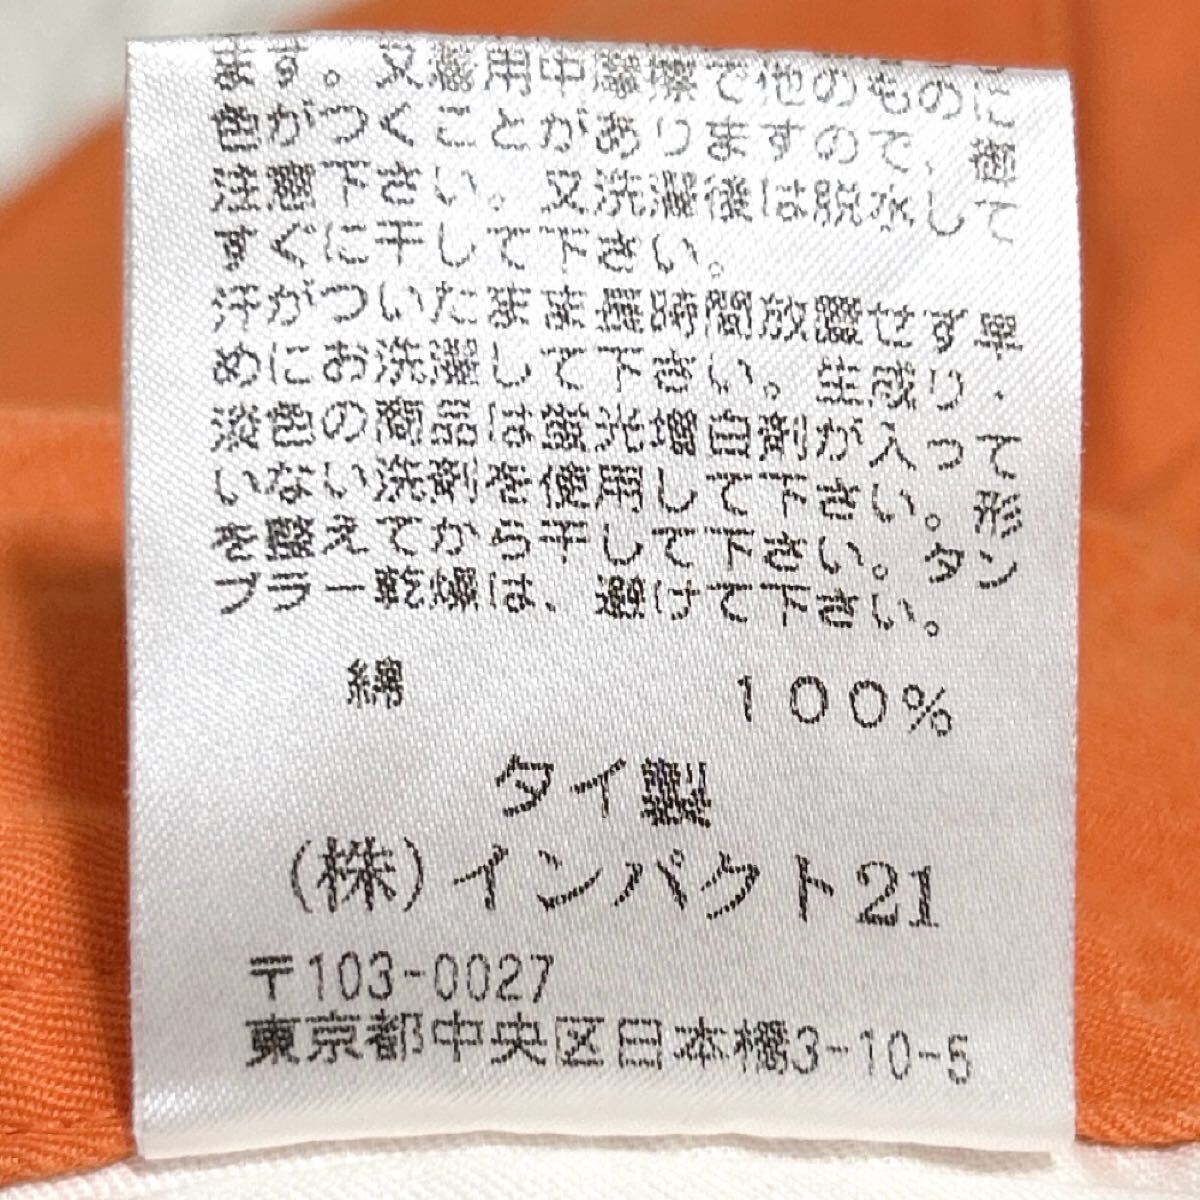 ます。又着用中摩擦で他のものに
色がつくことがありますので、御
注意下さい。又洗濯後は脱水して
すぐに干して下さい。
汗がついたまま長時間放置せず早
めにお洗濯して下さい。生成り・
淡色の商品は蛍光増白剤が入って
いない洗剤を使用して下さい。形
を整えてから干して下さい。タン
ブラー乾燥は、避けて下さい。
綿 100%
タイ製
(株)インパクト21
〒103-0027
東京都中央区日本橋3-10-5